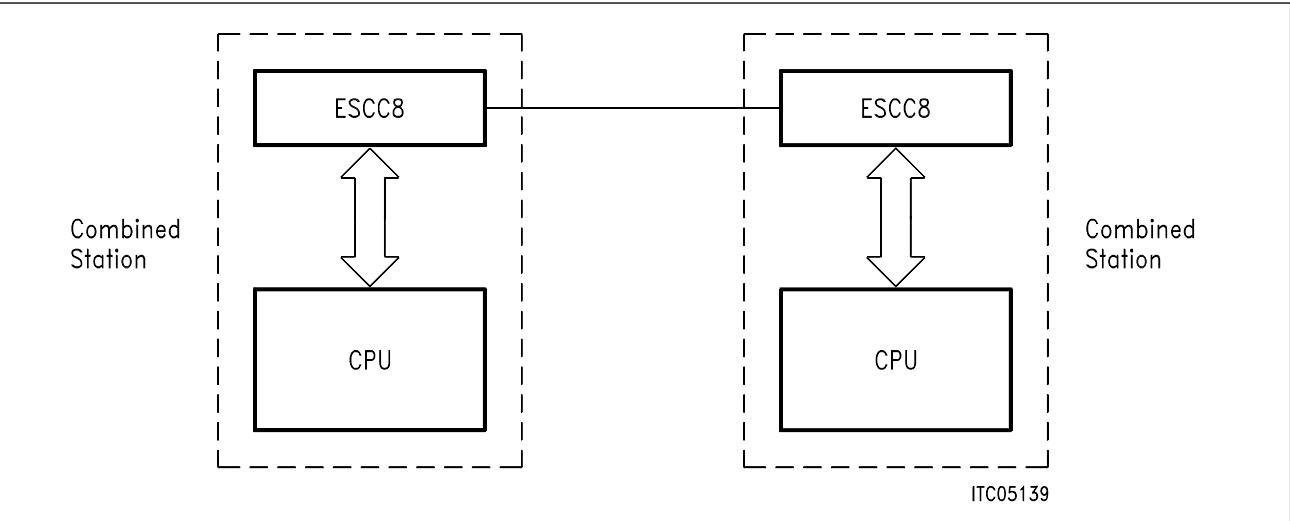 ESCC8
ESCC8
Combined
Station
Combined
Station
CPU
CPU
ITC05139